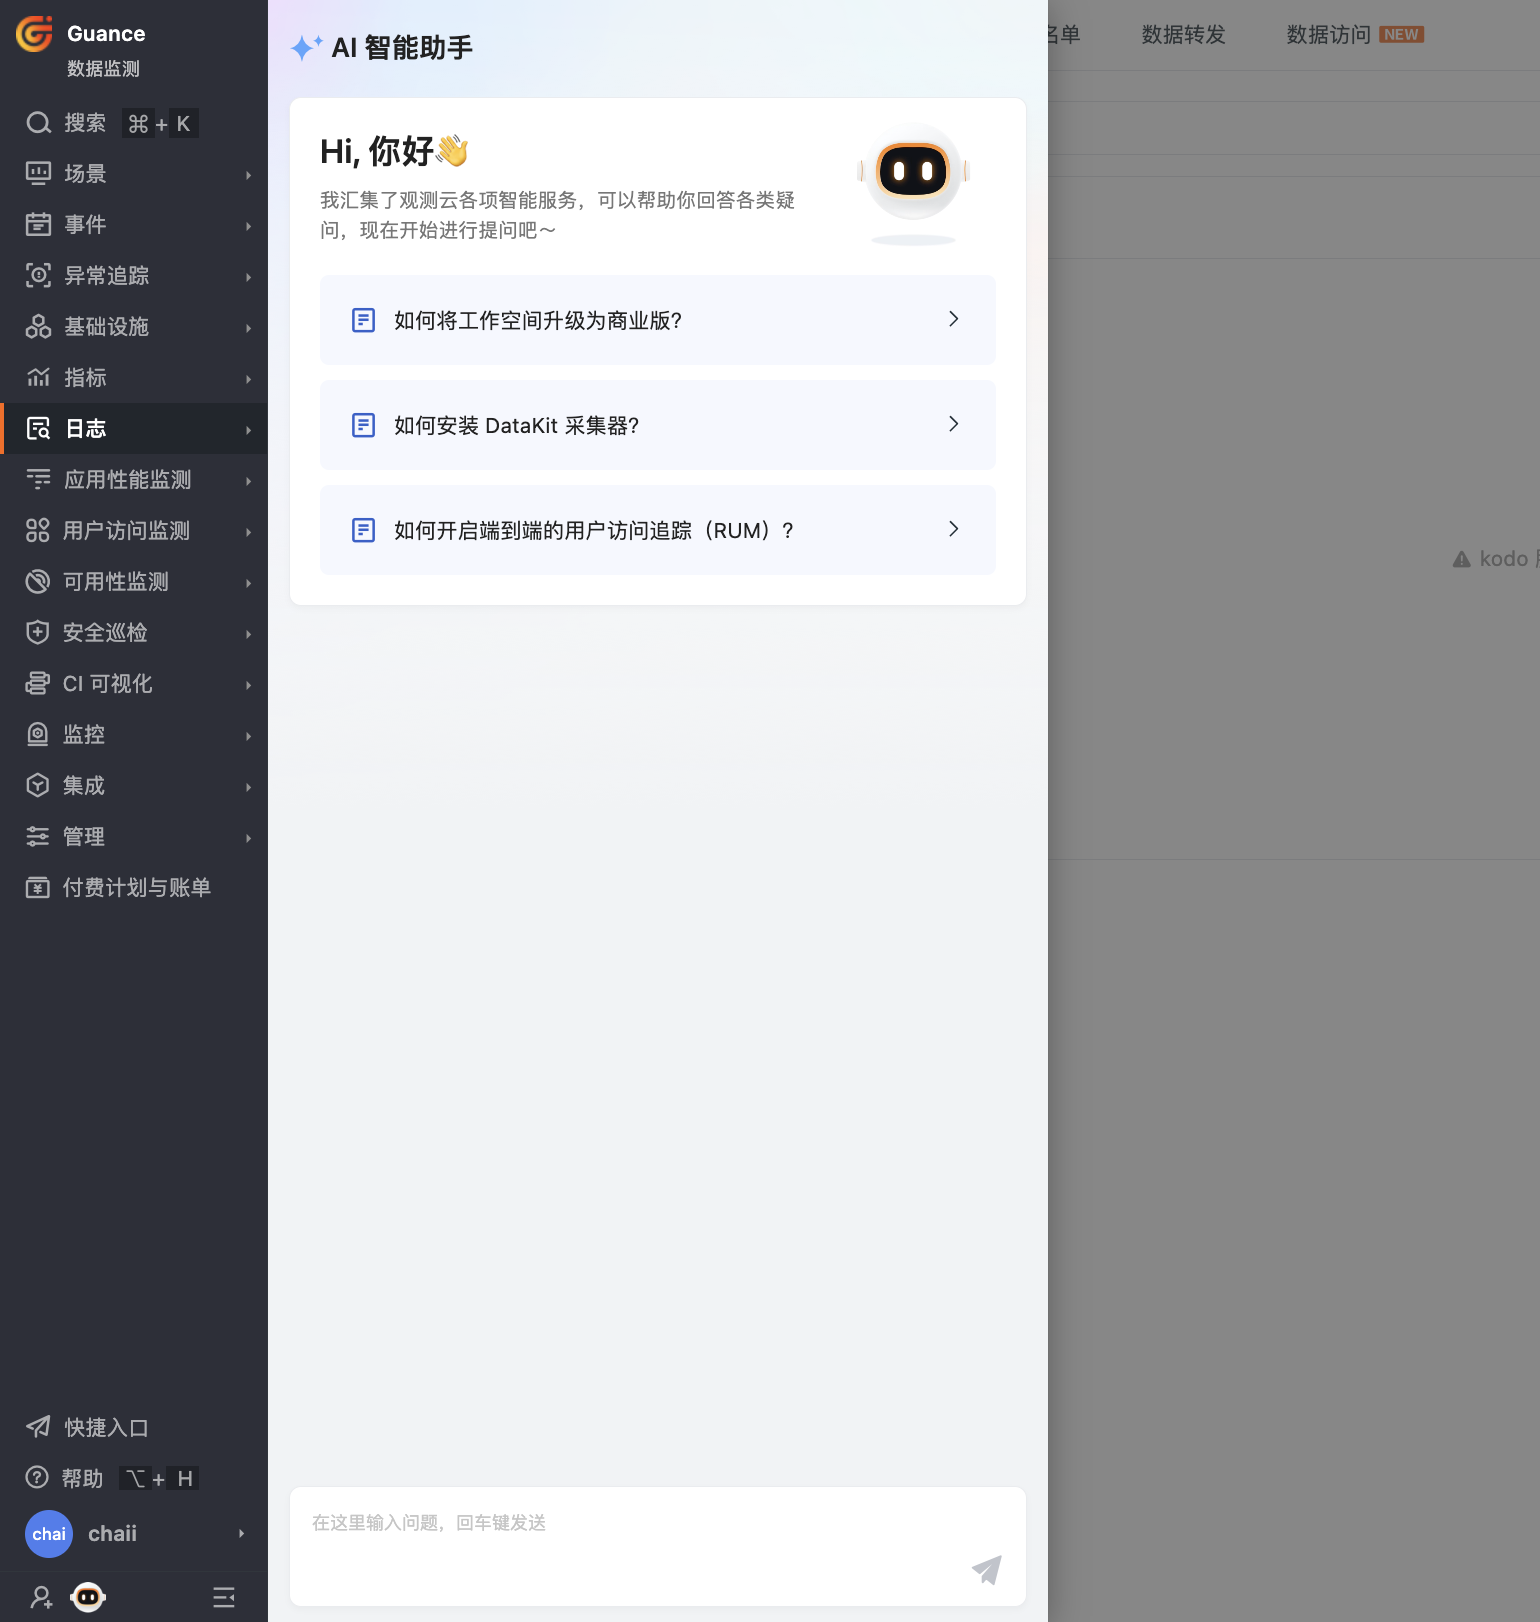 Guance
数据监测
搜索 ⌘ + K
场景
事件
异常追踪
基础设施
指标
日志
应用性能监测
用户访问监测
可用性监测
安全巡检
CI 可视化
监控
集成
管理
付费计划与账单
快捷入口
帮助 ⌥ + H
chai chaii
AI 智能助手
Hi, 你好👋
我汇集了观测云各项智能服务，可以帮助你回答各类疑
问，现在开始进行提问吧～
如何将工作空间升级为商业版?
如何安装 DataKit 采集器?
如何开启端到端的用户访问追踪（RUM）?
在这里输入问题，回车键发送
名单 数据转发 数据访问 NEW
kodo